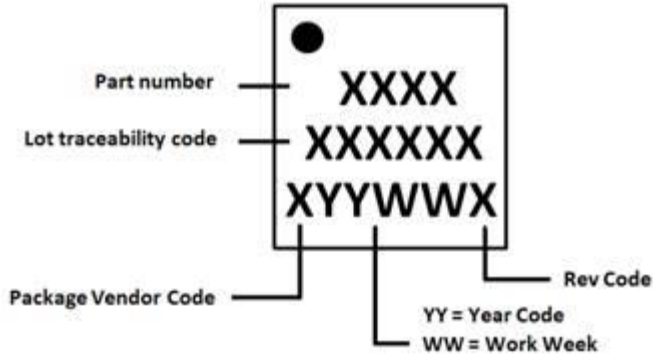 Part number
XXXX
Lot traceability code
XXXXXX
XYYWWX
Package Vendor Code
Rev Code
YY = Year Code
WW = Work Week